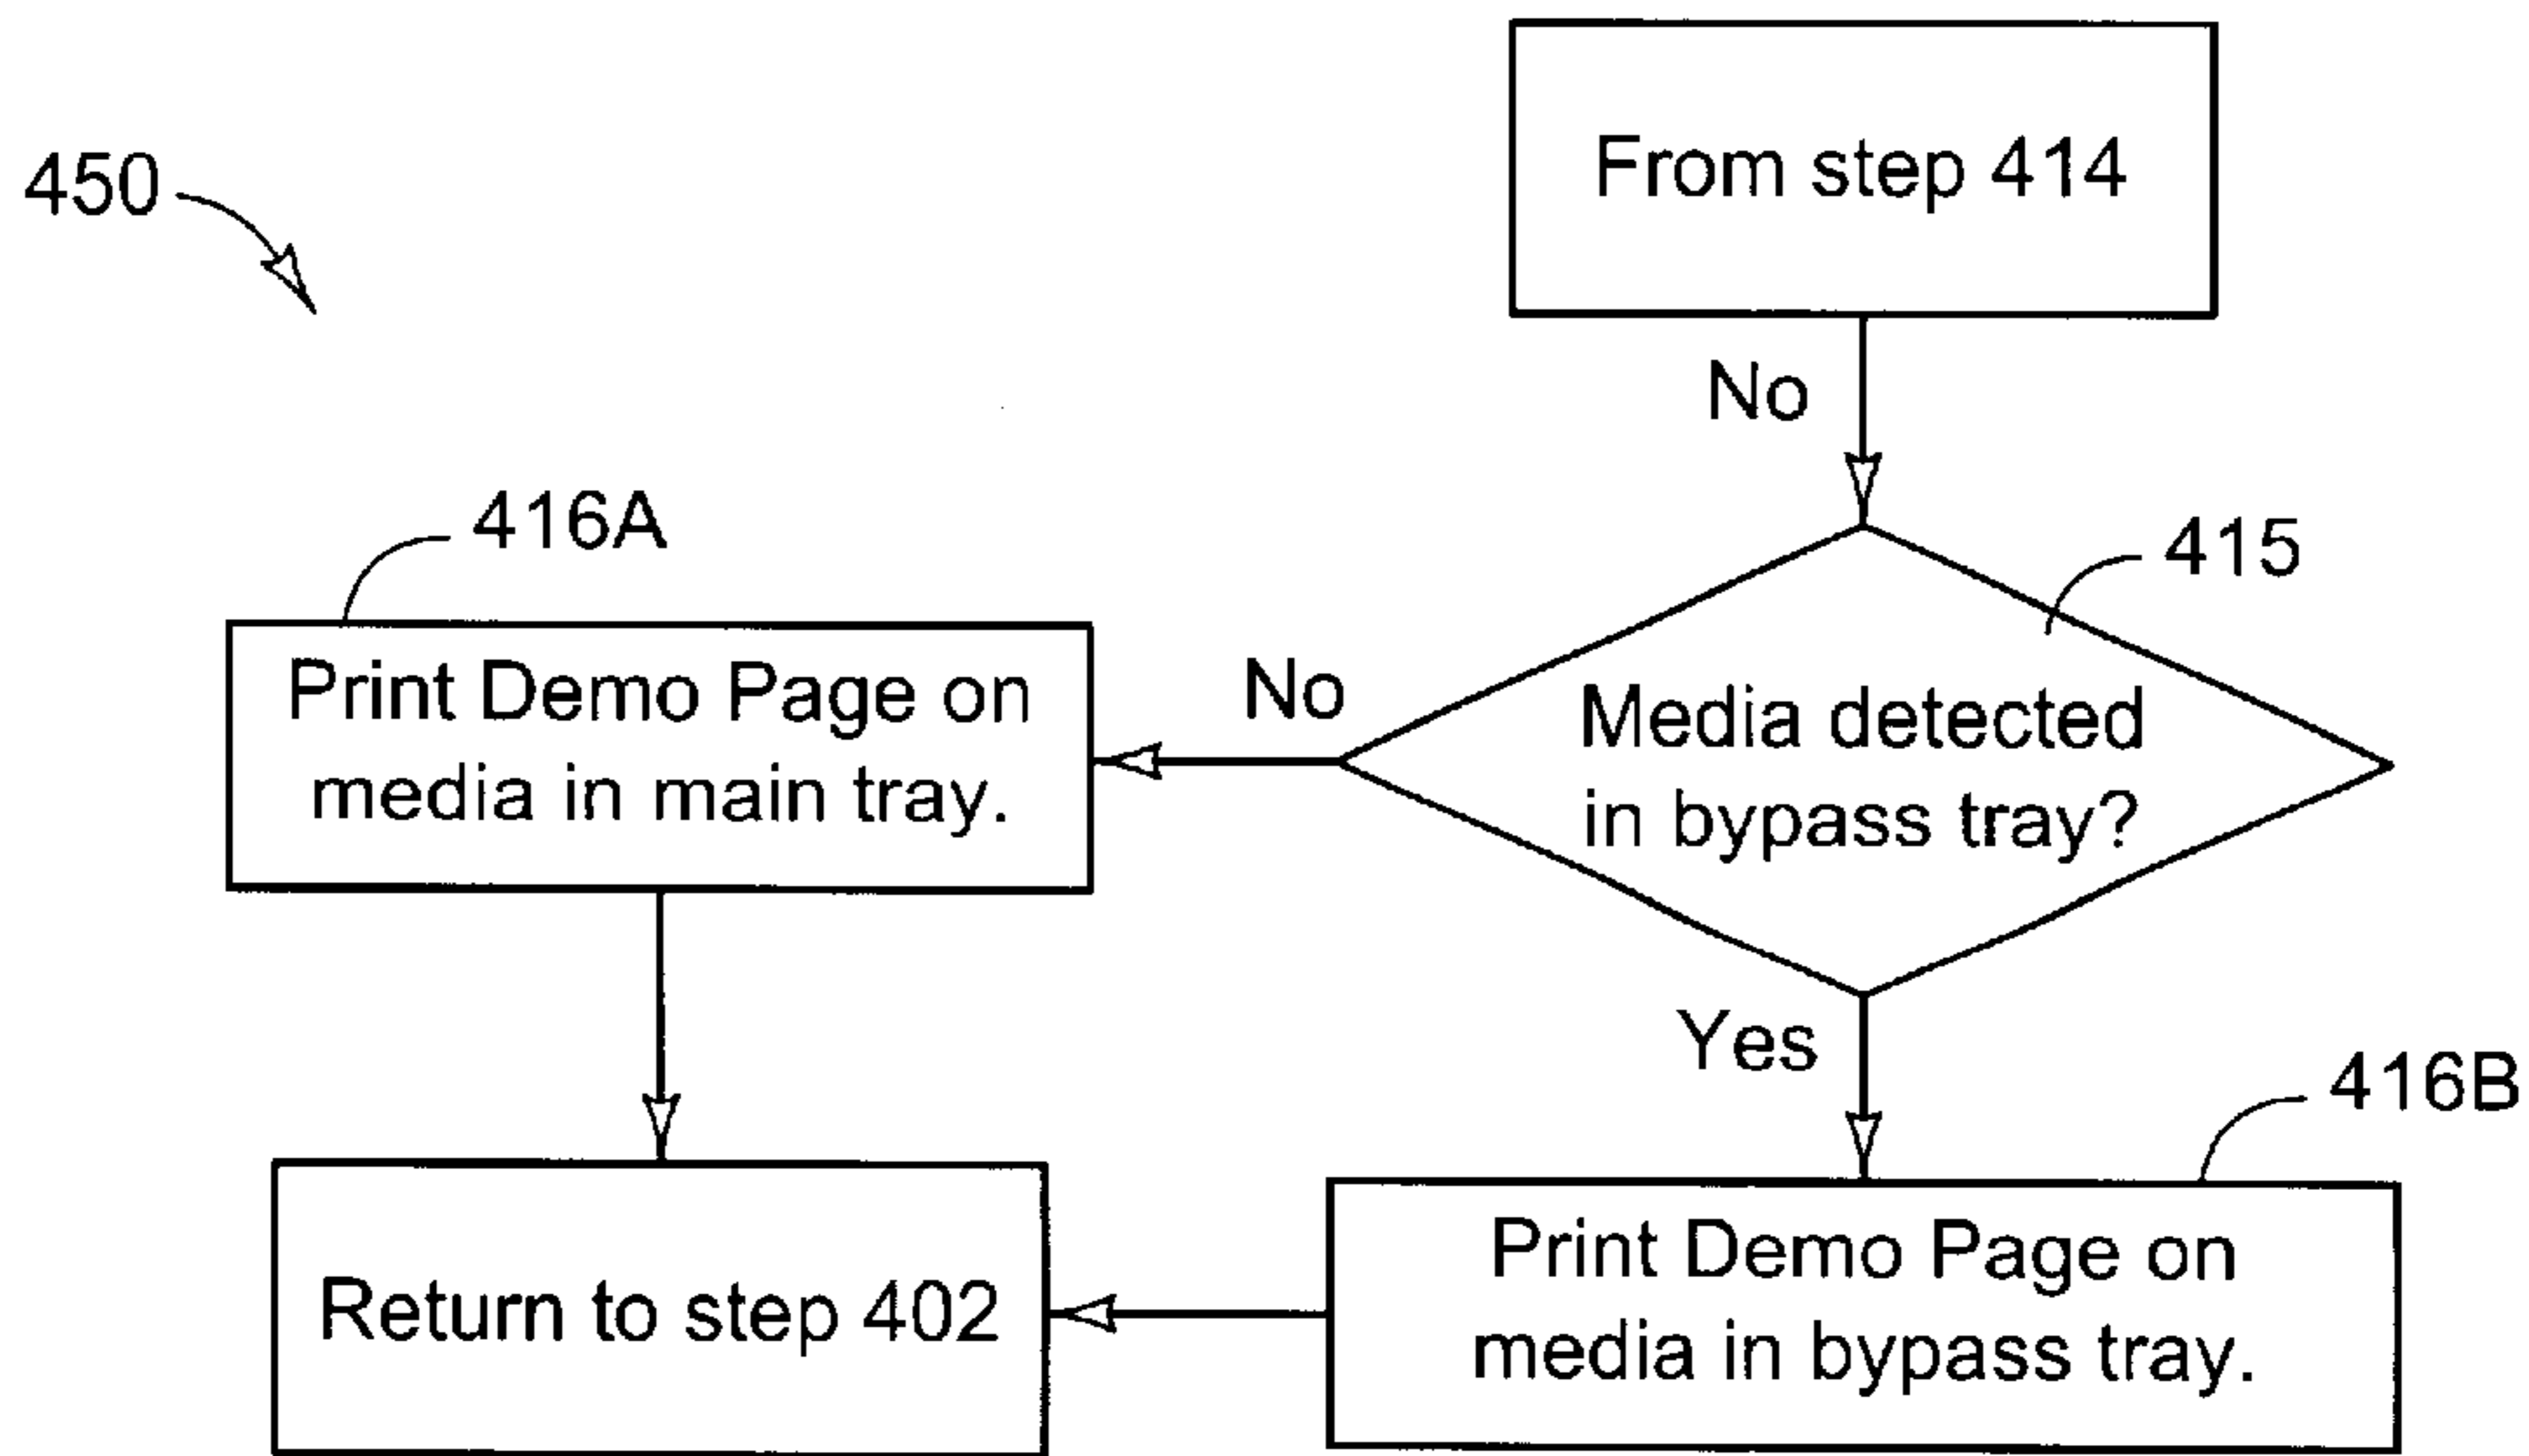 From step 414
450
No
416A
415
Print Demo Page on
media in main tray.
No
Media detected
in bypass tray?
Yes
416B
Return to step 402
Print Demo Page on
media in bypass tray.